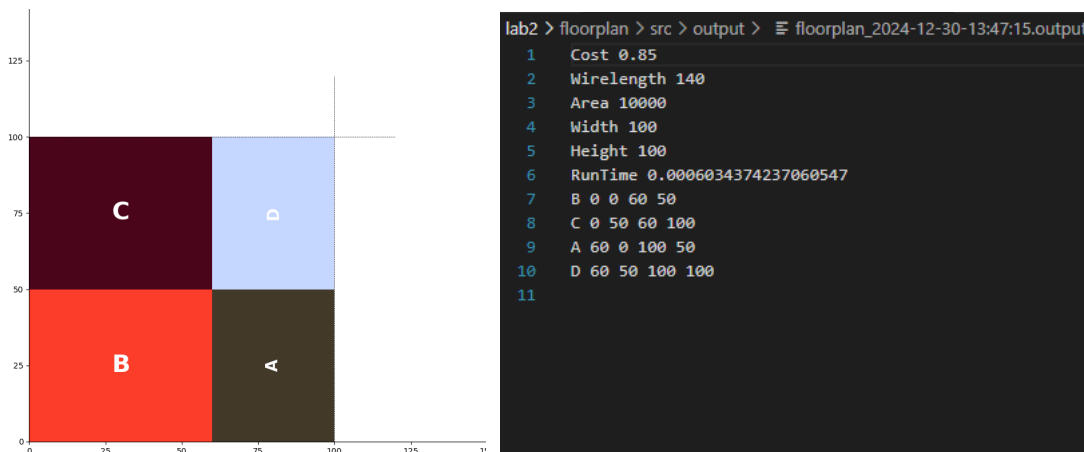 125
100
75
50
25
0
0 25 50 75 100 125
C
D
B
A
lab2 > floorplan > src > output > floorplan_2024-12-30-13:47:15.output
1 Cost 0.85
2 Wirelength 140
3 Area 10000
4 Width 100
5 Height 100
6 RunTime 0.0006034374237060547
7 B 0 0 60 50
8 C 0 50 60 100
9 A 60 0 100 50
10 D 60 50 100 100
11